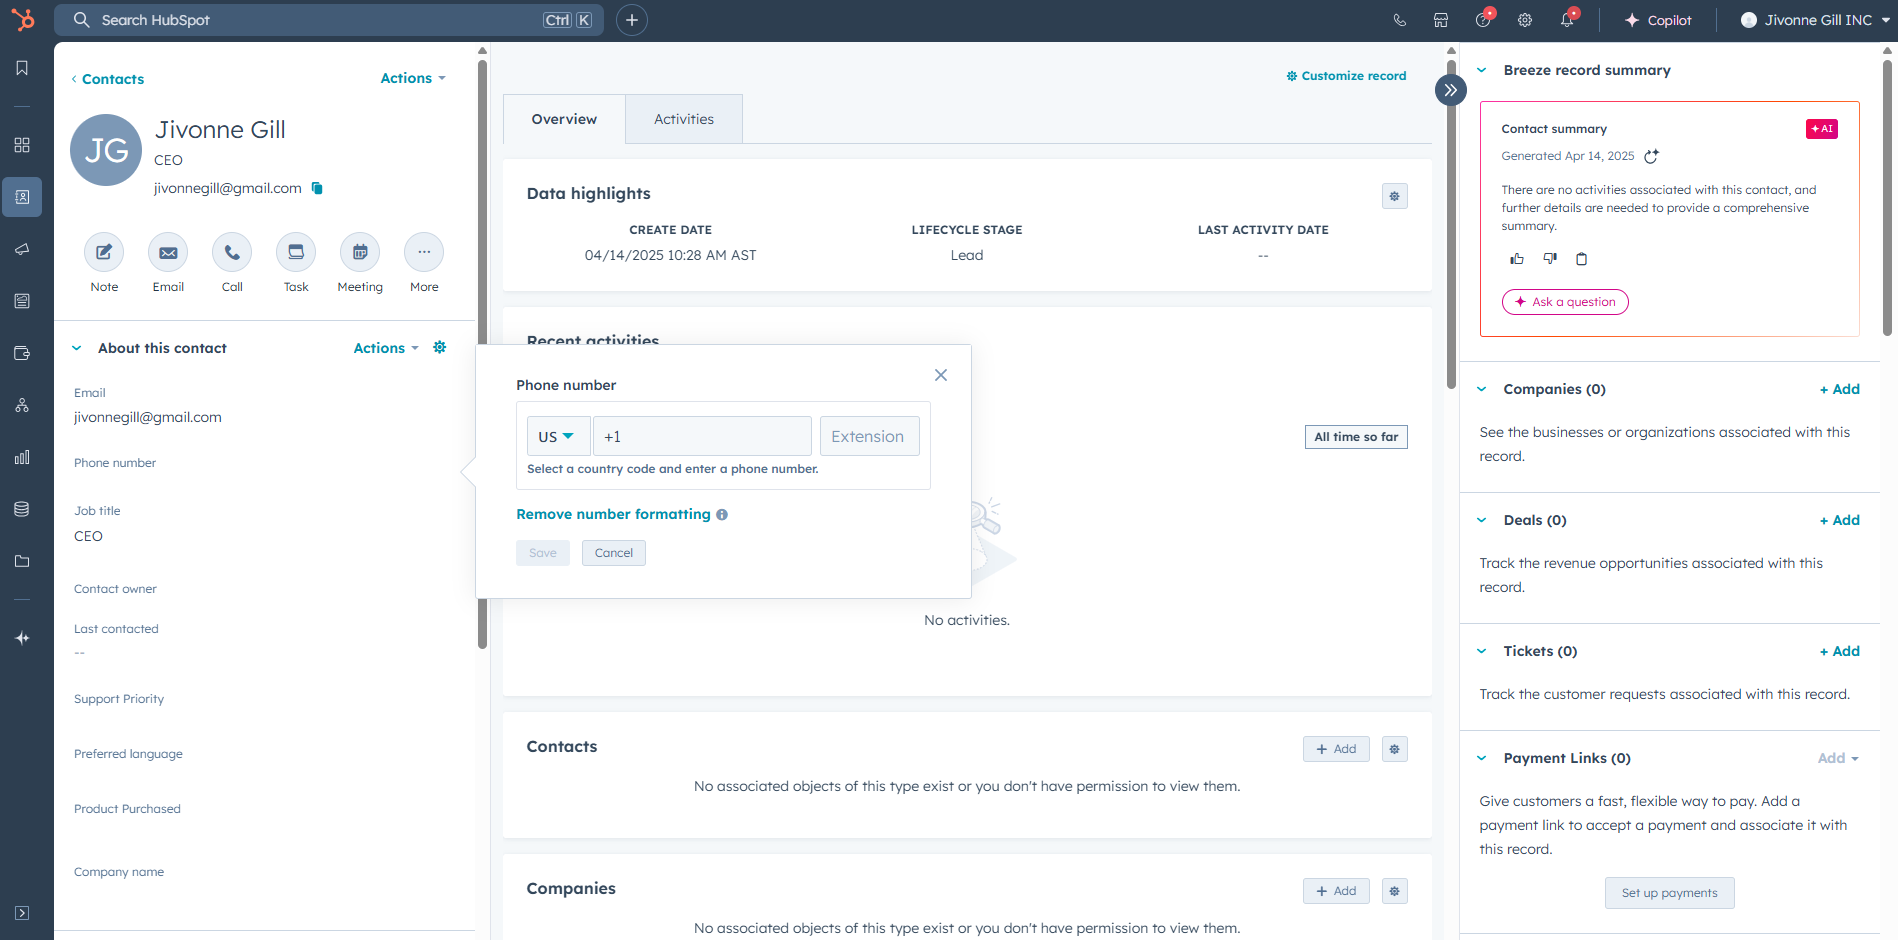 Search HubSpot
Ctrl K
Copilot
Jivonne Gill INC
Contacts
Actions
JG
Jivonne Gill
CEO
jivonnegill@gmail.com
Note
Email
Call
Task
Meeting
More
About this contact
Actions
Email
jivonnegill@gmail.com
Phone number
Job title
CEO
Contact owner
Last contacted
--
Support Priority
Preferred language
Product Purchased
Company name
Customize record
Overview
Activities
Data highlights
CREATE DATE
04/14/2025 10:28 AM AST
LIFECYCLE STAGE
Lead
LAST ACTIVITY DATE
--
Recent activities
All time so far
Phone number
US
+1
Extension
Select a country code and enter a phone number.
Remove number formatting
Save
Cancel
No activities.
Contacts
+ Add
No associated objects of this type exist or you don't have permission to view them.
Companies
+ Add
No associated objects of this type exist or you don't have permission to view them.
Breeze record summary
Contact summary
AI
Generated Apr 14, 2025
There are no activities associated with this contact, and
further details are needed to provide a comprehensive
summary.
Ask a question
Companies (0)
+ Add
See the businesses or organizations associated with this
record.
Deals (0)
+ Add
Track the revenue opportunities associated with this
record.
Tickets (0)
+ Add
Track the customer requests associated with this record.
Payment Links (0)
Add
Give customers a fast, flexible way to pay. Add a
payment link to accept a payment and associate it with
this record.
Set up payments